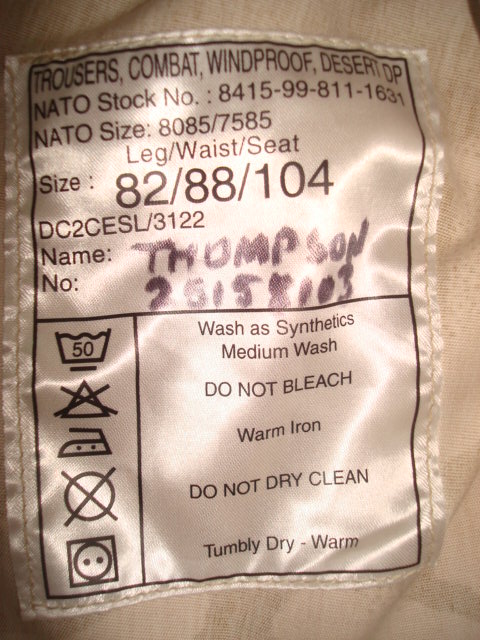 TROUSERS, COMBAT, WINDPROOF, DESERT DP
NATO Stock No. : 8415-99-811-1631
NATO Size: 8085/7585
Leg/Waist/Seat
Size : 82/88/104
DC2CESL/3122
Name: THOMPSON
No: 25158103
50
Wash as Synthetics
Medium Wash
DO NOT BLEACH
Warm Iron
DO NOT DRY CLEAN
Tumbly Dry - Warm